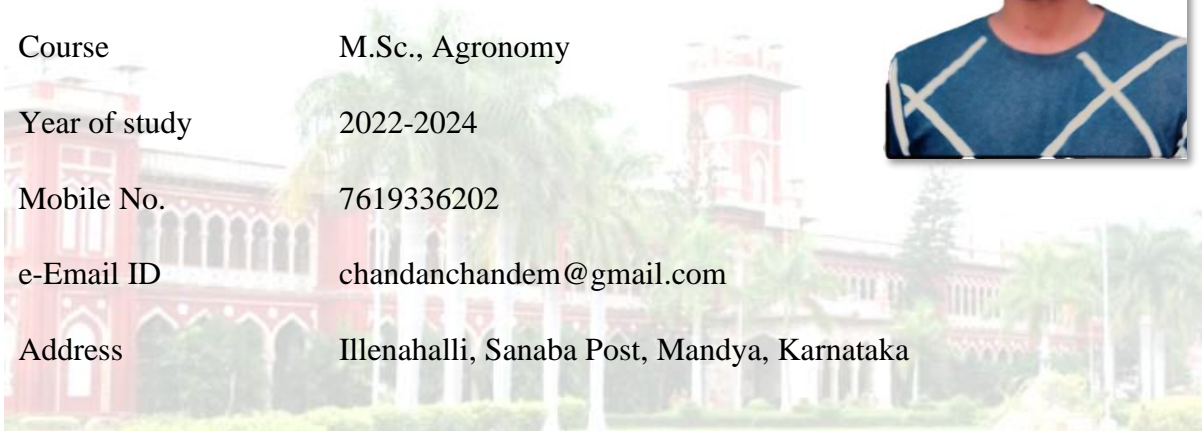 Course M.Sc., Agronomy
Year of study 2022-2024
Mobile No. 7619336202
e-Email ID chandanchandem@gmail.com
Address Illenahalli, Sanaba Post, Mandya, Karnataka